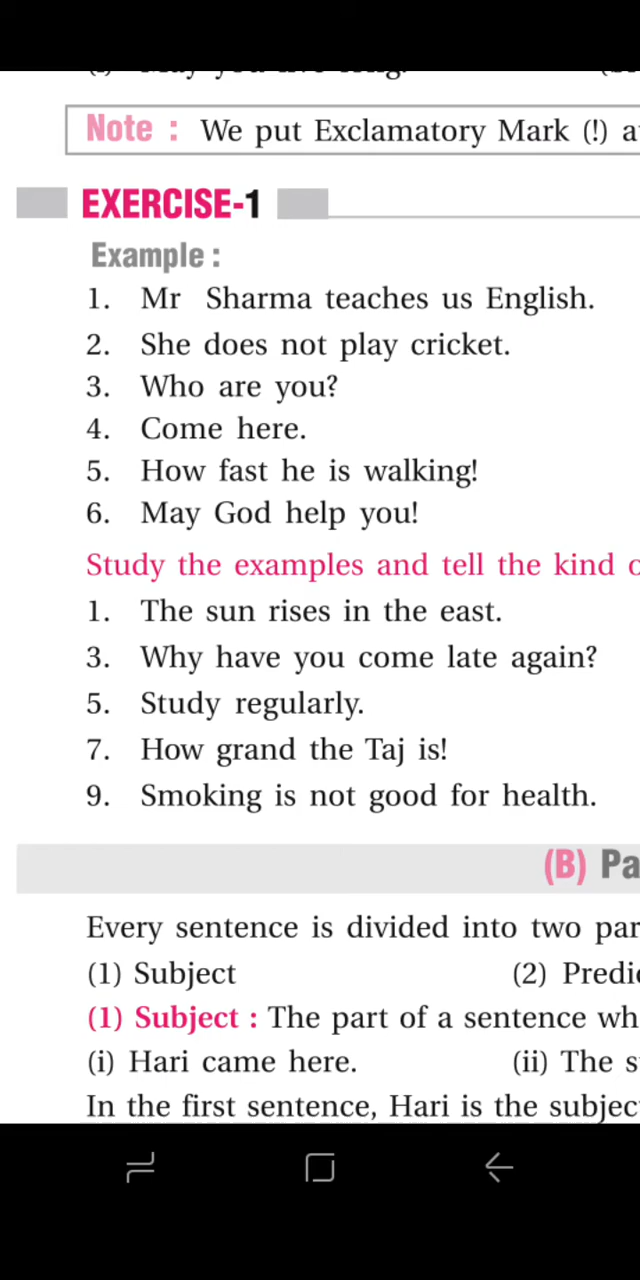 Note : We put Exclamatory Mark (!)
EXERCISE-1
Example :
1. Mr Sharma teaches us English.
2. She does not play cricket.
3. Who are you?
4. Come here.
5. How fast he is walking!
6. May God help you!
Study the examples and tell the kind
1. The sun rises in the east.
3. Why have you come late again?
5. Study regularly.
7. How grand the Taj is!
9. Smoking is not good for health.
(B) Pa
Every sentence is divided into two par
(1) Subject (2) Predi
(1) Subject : The part of a sentence wh
(i) Hari came here. (ii) The s
In the first sentence, Hari is the subjec